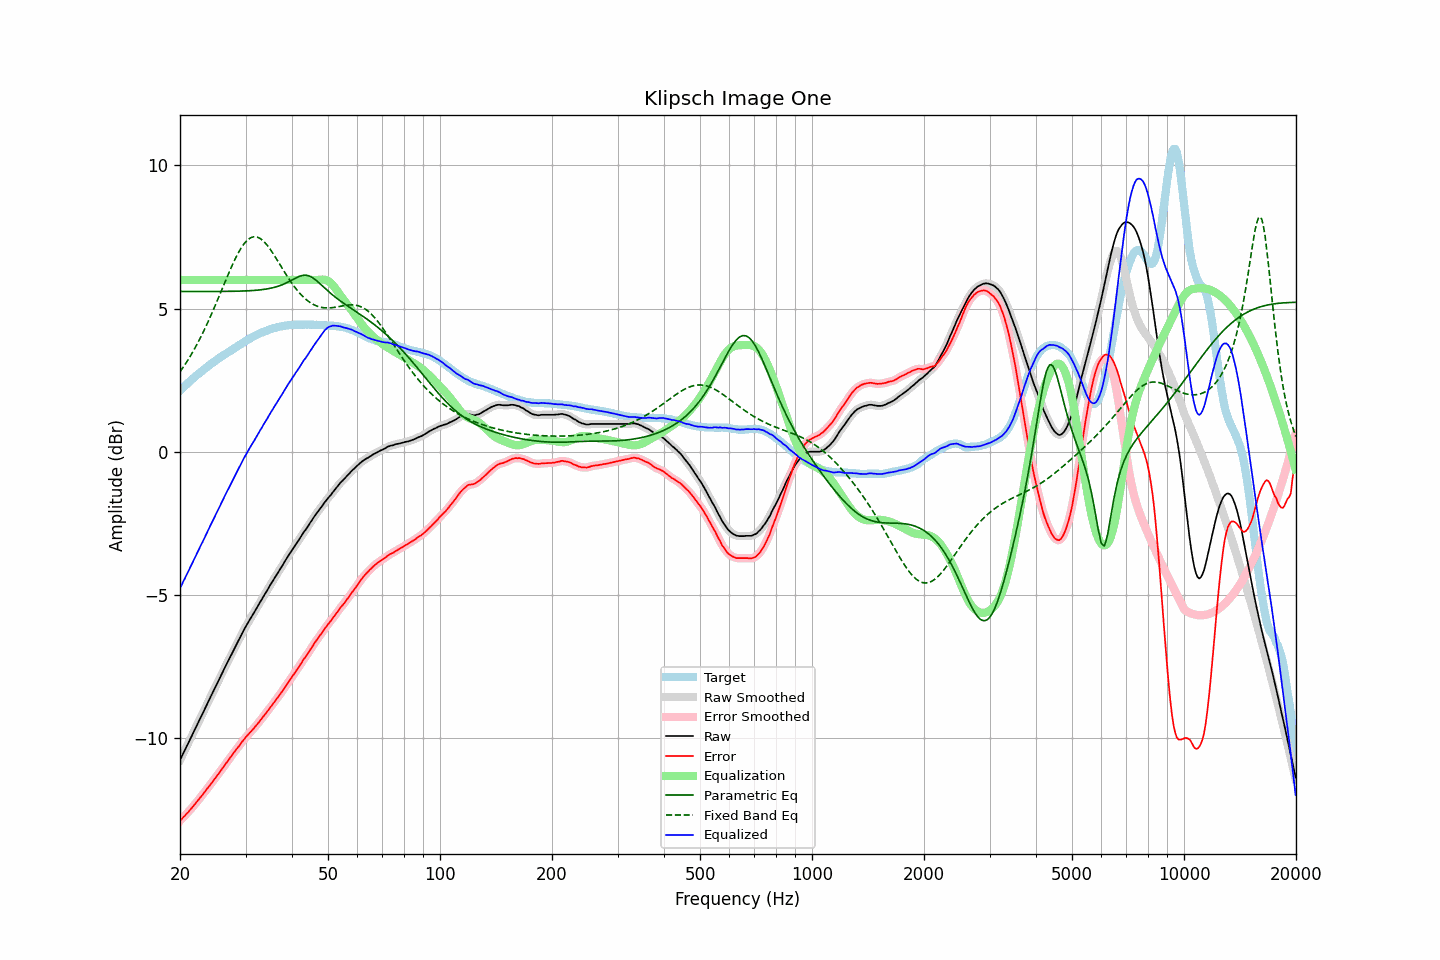 Klipsch Image One
Amplitude (dBr)
10
5
0
−5
−10
Target
Raw Smoothed
Error Smoothed
Raw
Error
Equalization
Parametric Eq
Fixed Band Eq
Equalized
20 50 100 200 500 1000 2000 5000 10000 20000
Frequency (Hz)